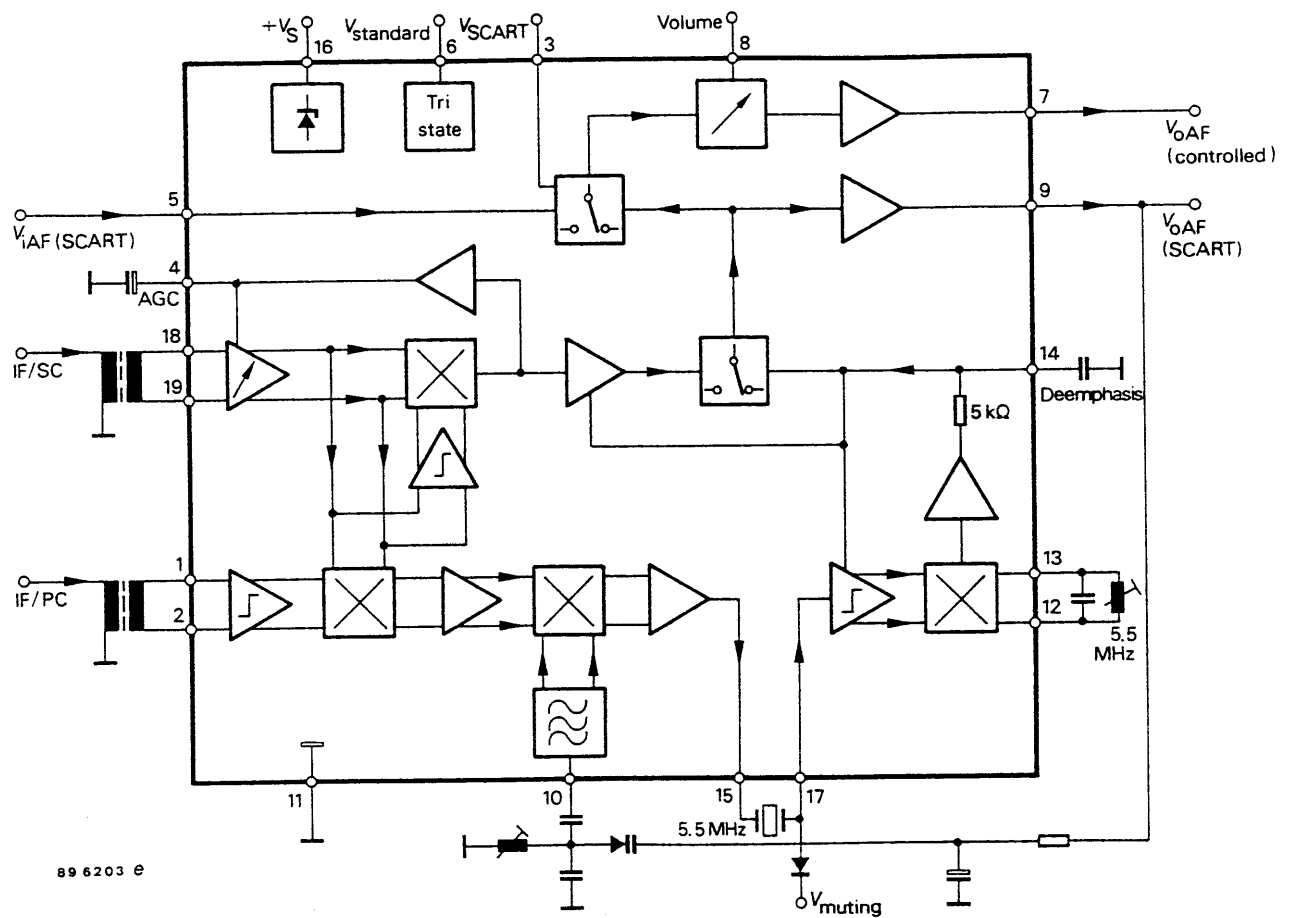 +VS
16
Vstandard
6
VSCART
3
Volume
8
Tri
state
7
VoAF
(controlled)
5
ViAF (SCART)
9
VoAF
(SCART)
4
AGC
18
IF/SC
19
14
Deemphasis
5 kΩ
1
IF/PC
2
13
12
5.5
MHz
11
10
15
17
5.5 MHz
Vmuting
89 6203 e